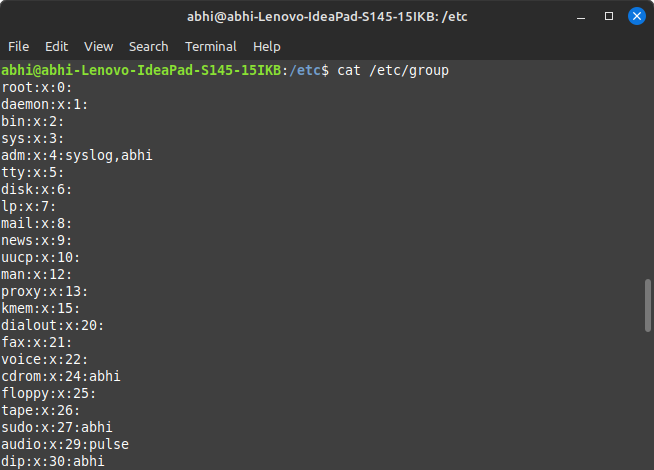 abhi@abhi-Lenovo-IdeaPad-S145-15IKB: /etc
File Edit View Search Terminal Help
abhi@abhi-Lenovo-IdeaPad-S145-15IKB:/etc$ cat /etc/group
root:x:0:
daemon:x:1:
bin:x:2:
sys:x:3:
adm:x:4:syslog,abhi
tty:x:5:
disk:x:6:
lp:x:7:
mail:x:8:
news:x:9:
uucp:x:10:
man:x:12:
proxy:x:13:
kmem:x:15:
dialout:x:20:
fax:x:21:
voice:x:22:
cdrom:x:24:abhi
floppy:x:25:
tape:x:26:
sudo:x:27:abhi
audio:x:29:pulse
dip:x:30:abhi